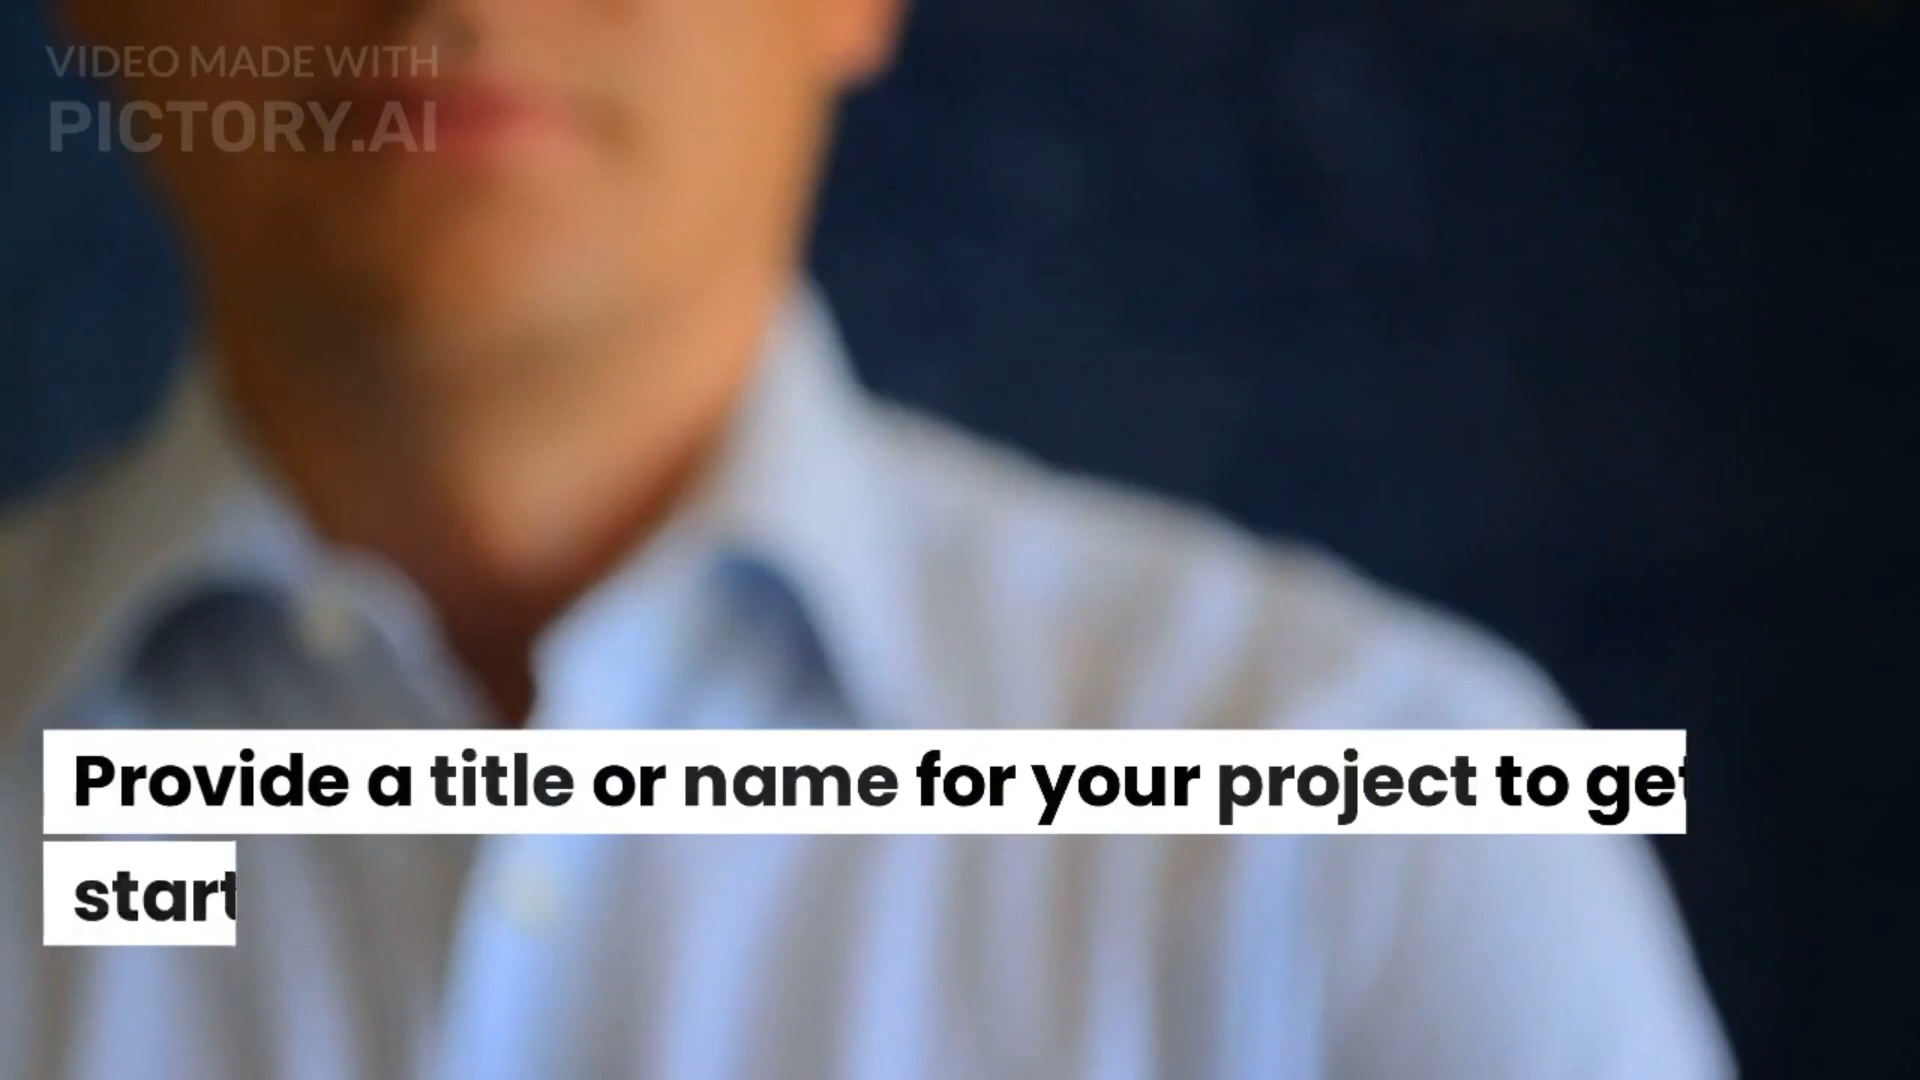 VIDEO MADE WITH
PICTORY.AI
Provide a title or name for your project to get
start